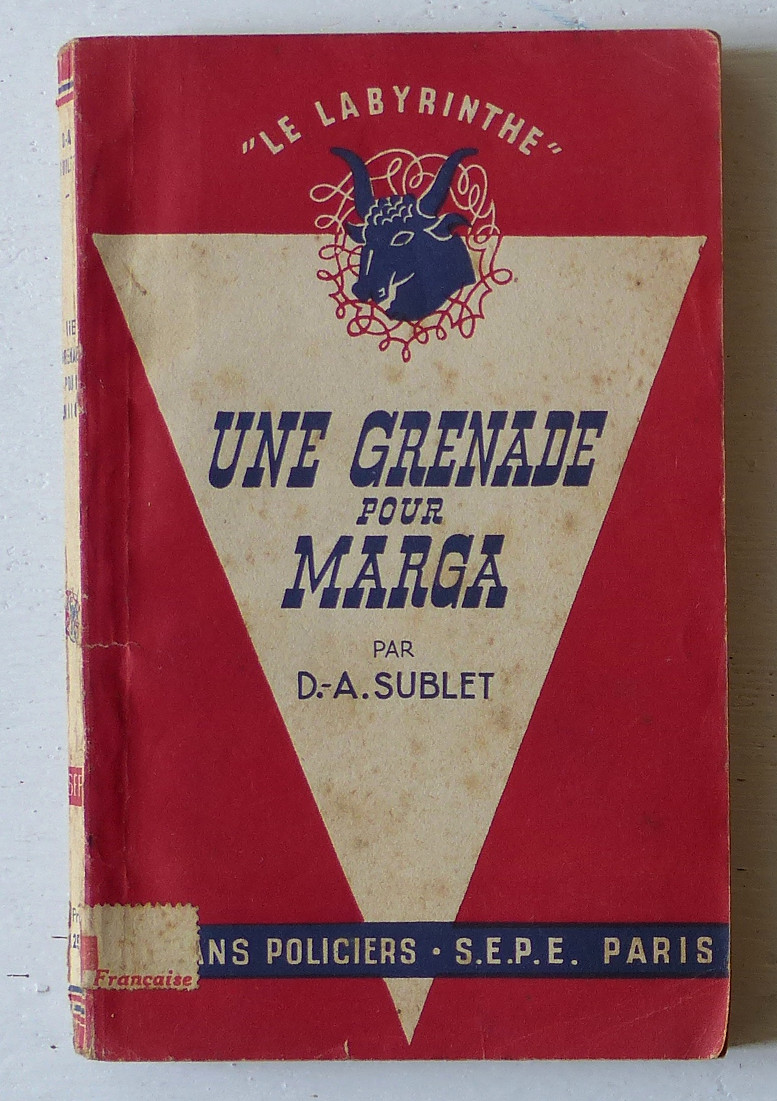 "LE LABYRINTHE"
UNE GRENADE
POUR
MARGA
PAR
D.-A. SUBLET
ANS POLICIERS • S.E.P.E. PARIS
Française